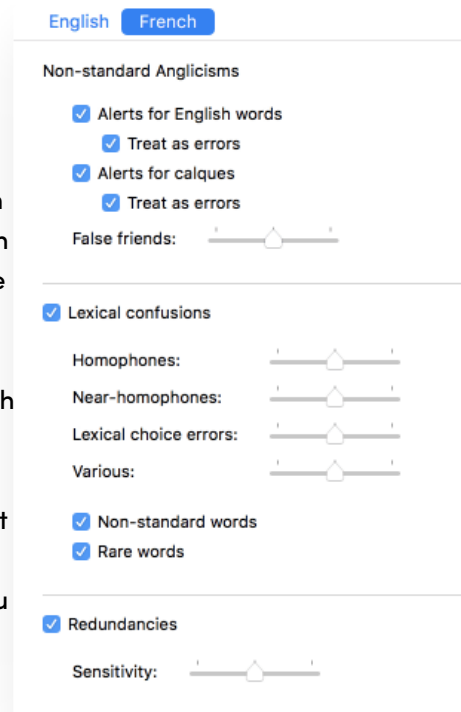 English French
Non-standard Anglicisms
Alerts for English words
Treat as errors
Alerts for calques
Treat as errors
False friends:
Lexical confusions
Homophones:
Near-homophones:
Lexical choice errors:
Various:
Non-standard words
Rare words
Redundancies
Sensitivity: